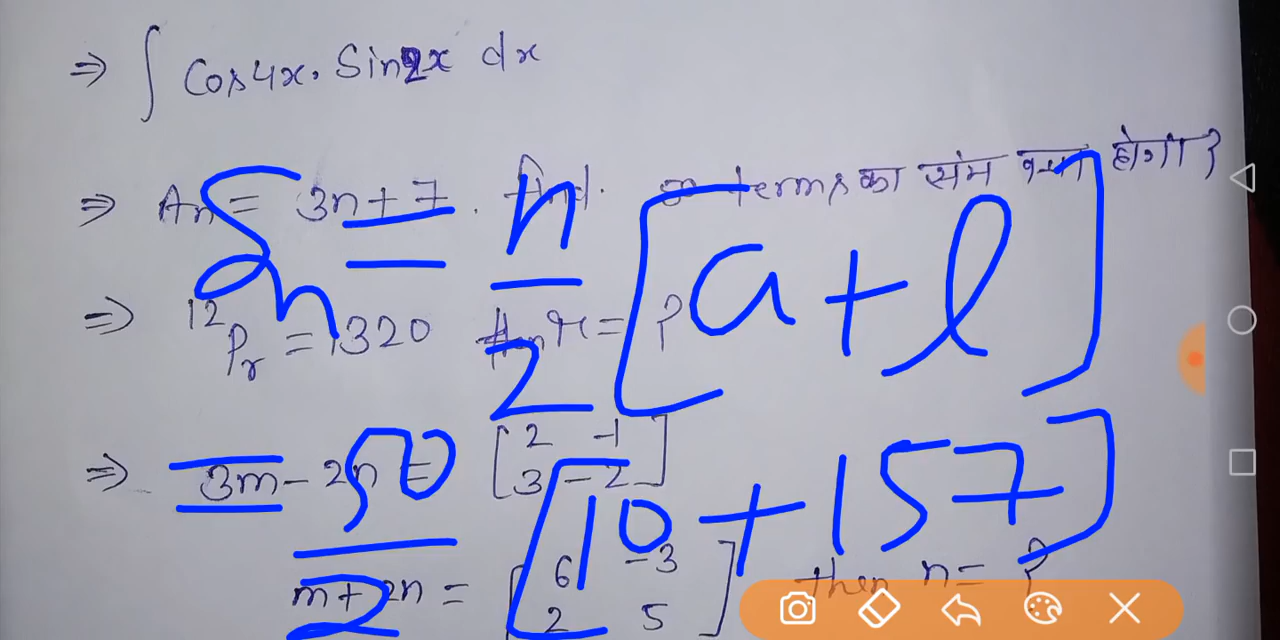 ⇒ ∫ Cos4x. Sin2x dx
⇒ An = 3n+7. find terms का
⇒ ¹²Pr = 1320 then r = ?
⇒ 3m - 2n = [2 -1
3 -2]
m+2n = [6 -3
2 5] then n = ?
Sn = n/2 [a + l]
50/2 [10 + 157]